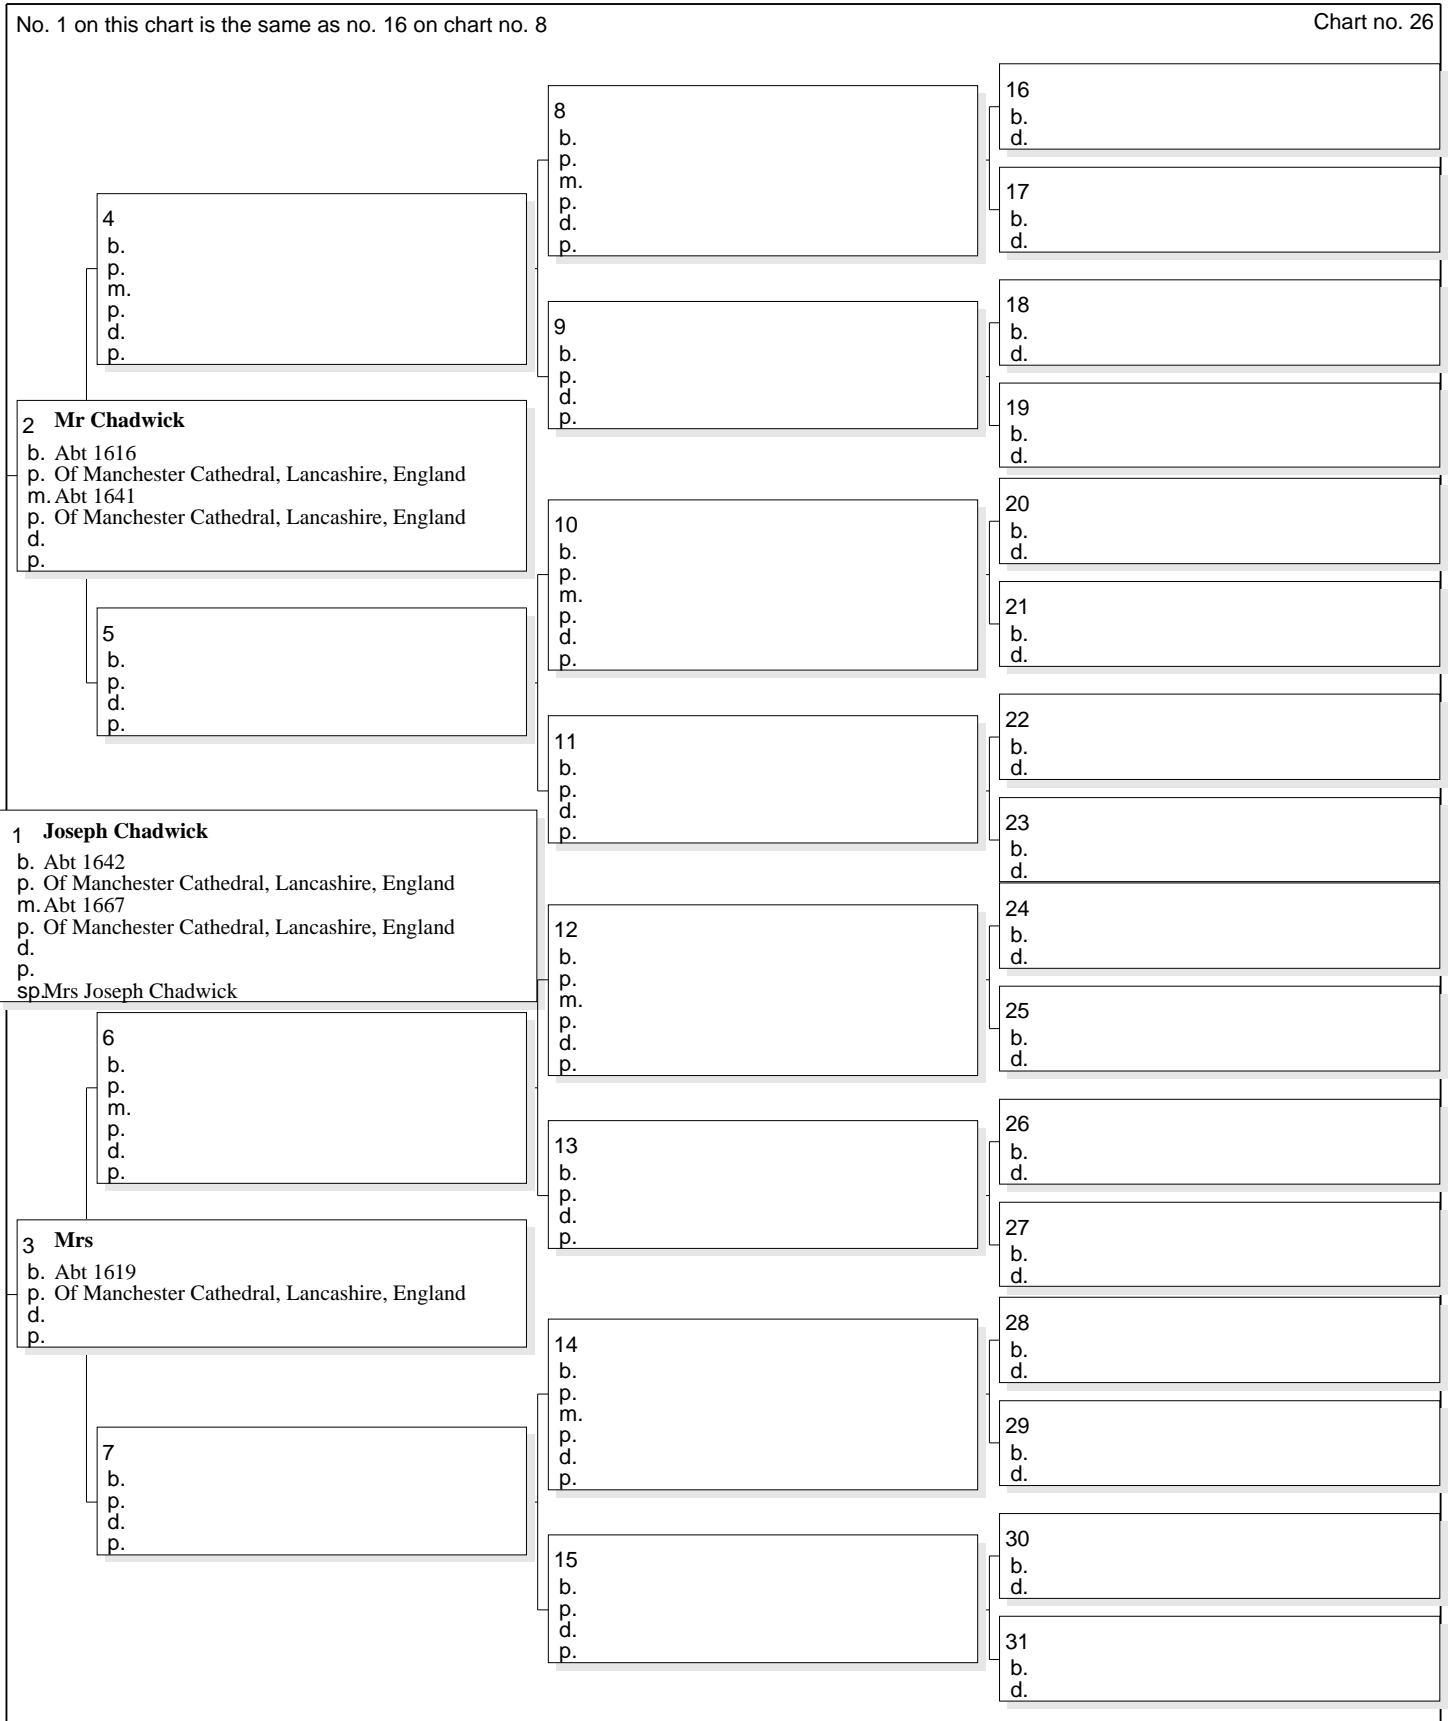 No. 1 on this chart is the same as no. 16 on chart no. 8
Chart no. 26
16
b.
d.
8
b.
p.
m.
p.
d.
p.
17
b.
d.
4
b.
p.
m.
p.
d.
p.
18
b.
d.
9
b.
p.
d.
p.
19
b.
d.
2 Mr Chadwick
b. Abt 1616
p. Of Manchester Cathedral, Lancashire, England
m. Abt 1641
p. Of Manchester Cathedral, Lancashire, England
d.
p.
20
b.
d.
10
b.
p.
m.
p.
d.
p.
21
b.
d.
5
b.
p.
d.
p.
22
b.
d.
11
b.
p.
d.
p.
23
b.
d.
1 Joseph Chadwick
b. Abt 1642
p. Of Manchester Cathedral, Lancashire, England
m. Abt 1667
p. Of Manchester Cathedral, Lancashire, England
d.
p.
sp. Mrs Joseph Chadwick
24
b.
d.
12
b.
p.
m.
p.
d.
p.
25
b.
d.
6
b.
p.
m.
p.
d.
p.
26
b.
d.
13
b.
p.
d.
p.
27
b.
d.
3 Mrs
b. Abt 1619
p. Of Manchester Cathedral, Lancashire, England
d.
p.
28
b.
d.
14
b.
p.
m.
p.
d.
p.
29
b.
d.
7
b.
p.
d.
p.
30
b.
d.
15
b.
p.
d.
p.
31
b.
d.